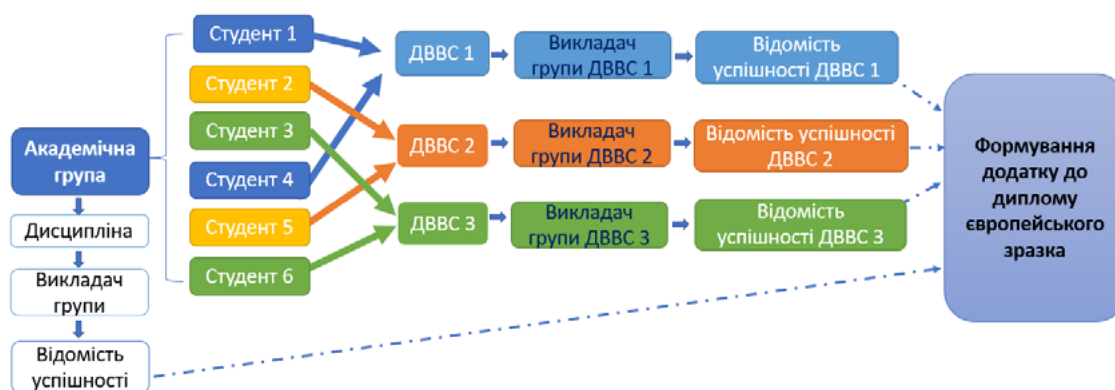 Академічна
група
Дисципліна
Викладач
групи
Відомість
успішності
Студент 1
Студент 2
Студент 3
Студент 4
Студент 5
Студент 6
ДВВС 1
Викладач
групи ДВВС 1
Відомість
успішності ДВВС 1
ДВВС 2
Викладач
групи ДВВС 2
Відомість успішності
ДВВС 2
ДВВС 3
Викладач
групи ДВВС 3
Відомість
успішності ДВВС 3
Формування
додатку до
диплому
європейського
зразка